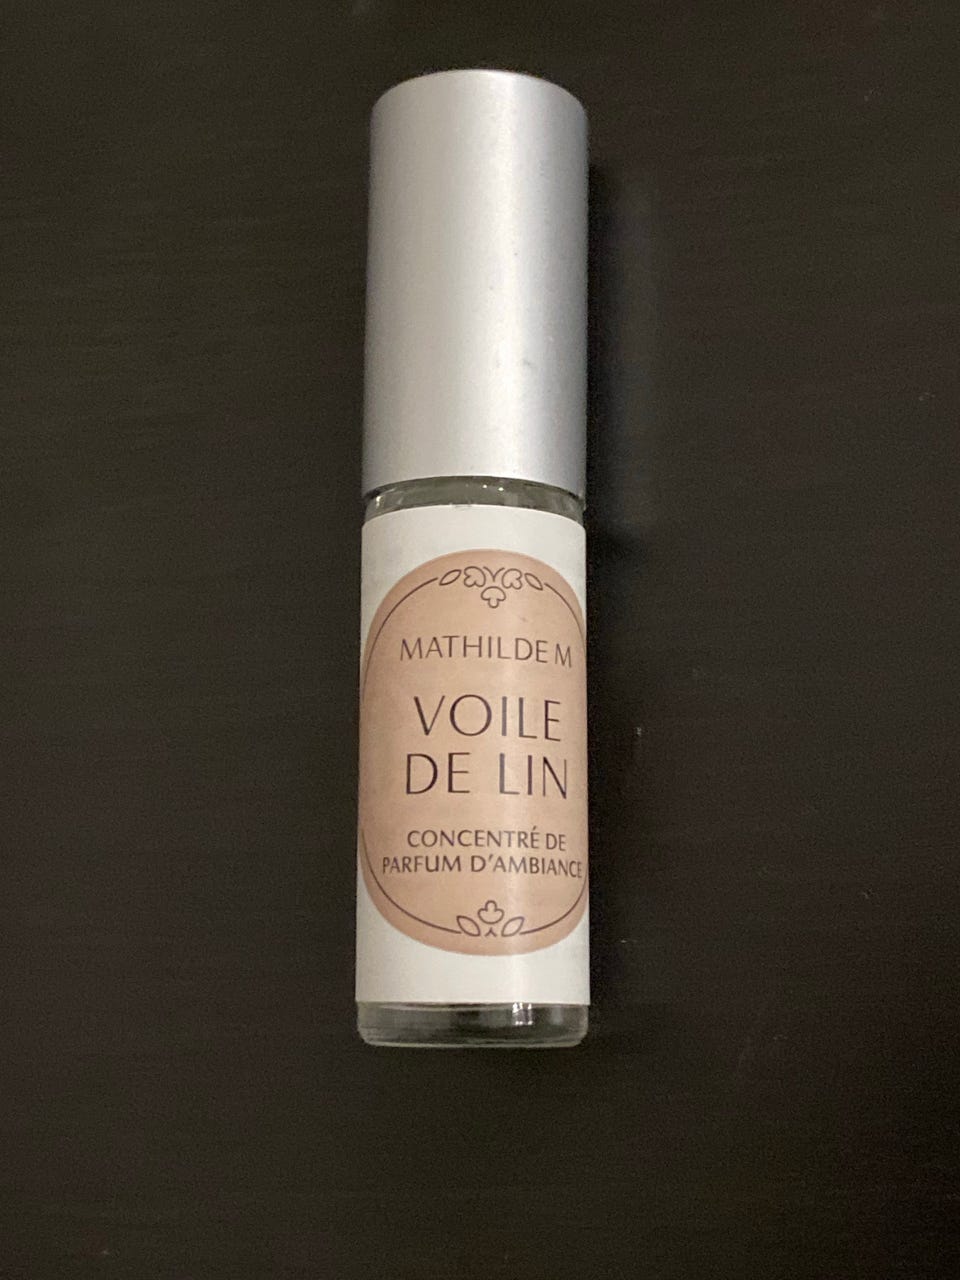 MATHILDE M
VOILE
DE LIN
CONCENTRÉ DE
PARFUM D'AMBIANCE